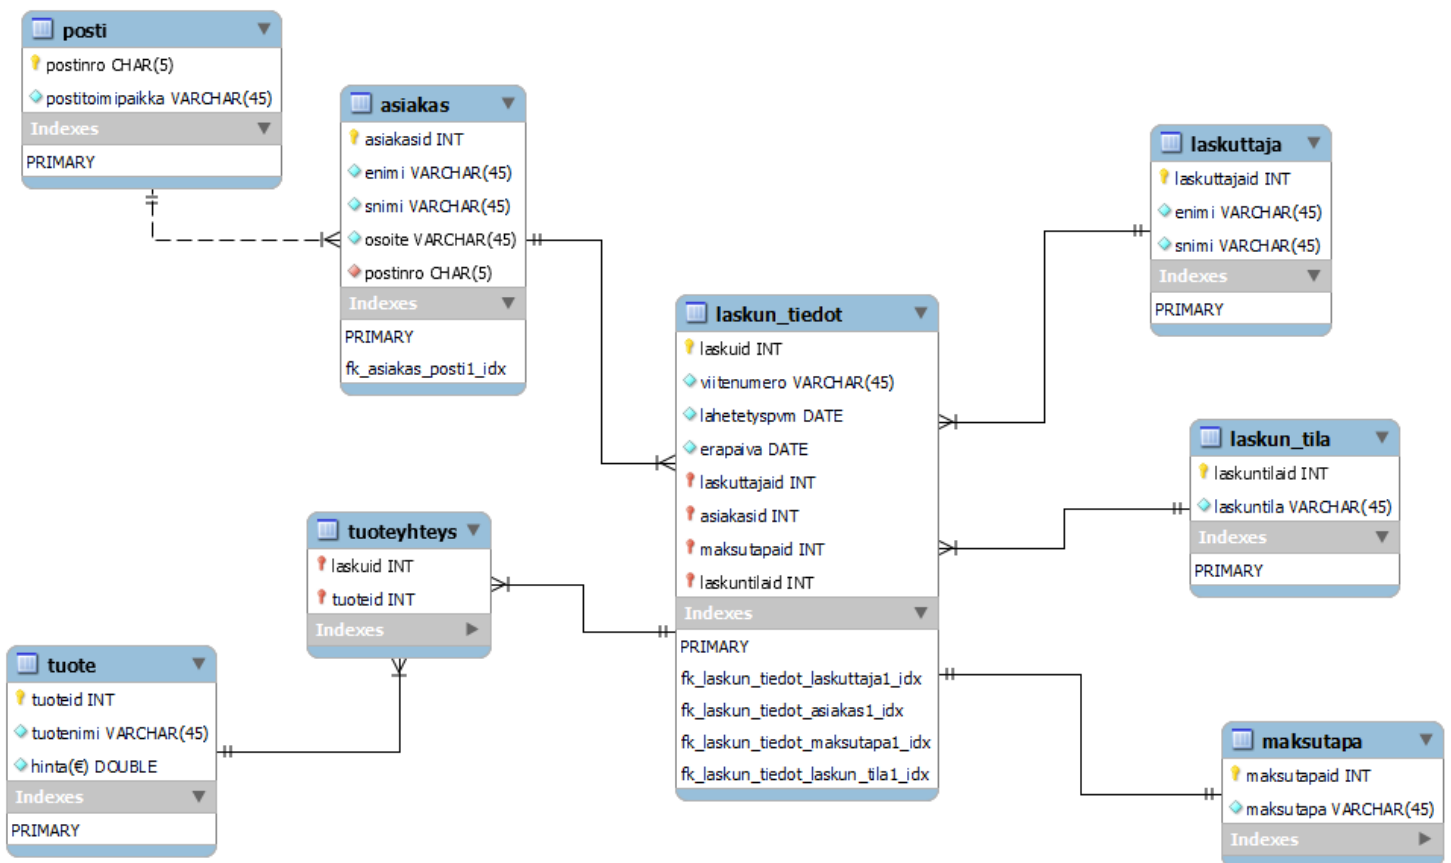 posti
postinro CHAR(5)
postitoimipaikka VARCHAR(45)
Indexes
PRIMARY
asiakas
asiakasid INT
enimi VARCHAR(45)
snimi VARCHAR(45)
osoite VARCHAR(45)
postinro CHAR(5)
Indexes
PRIMARY
fk_asiakas_posti1_idx
laskuttaja
laskuttajaid INT
enimi VARCHAR(45)
snimi VARCHAR(45)
Indexes
PRIMARY
laskun_tiedot
laskuid INT
viitenumero VARCHAR(45)
lahetetyspvm DATE
erapaiva DATE
laskuttajaid INT
asiakasid INT
maksutapaid INT
laskuntilaid INT
Indexes
PRIMARY
fk_laskun_tiedot_laskuttaja1_idx
fk_laskun_tiedot_asiakas1_idx
fk_laskun_tiedot_maksutapa1_idx
fk_laskun_tiedot_laskun_tila1_idx
laskun_tila
laskuntilaid INT
laskuntila VARCHAR(45)
Indexes
PRIMARY
tuoteyhteys
laskuid INT
tuoteid INT
Indexes
tuote
tuoteid INT
tuotenimi VARCHAR(45)
hinta(€) DOUBLE
Indexes
PRIMARY
maksutapa
maksutapaid INT
maksutapa VARCHAR(45)
Indexes